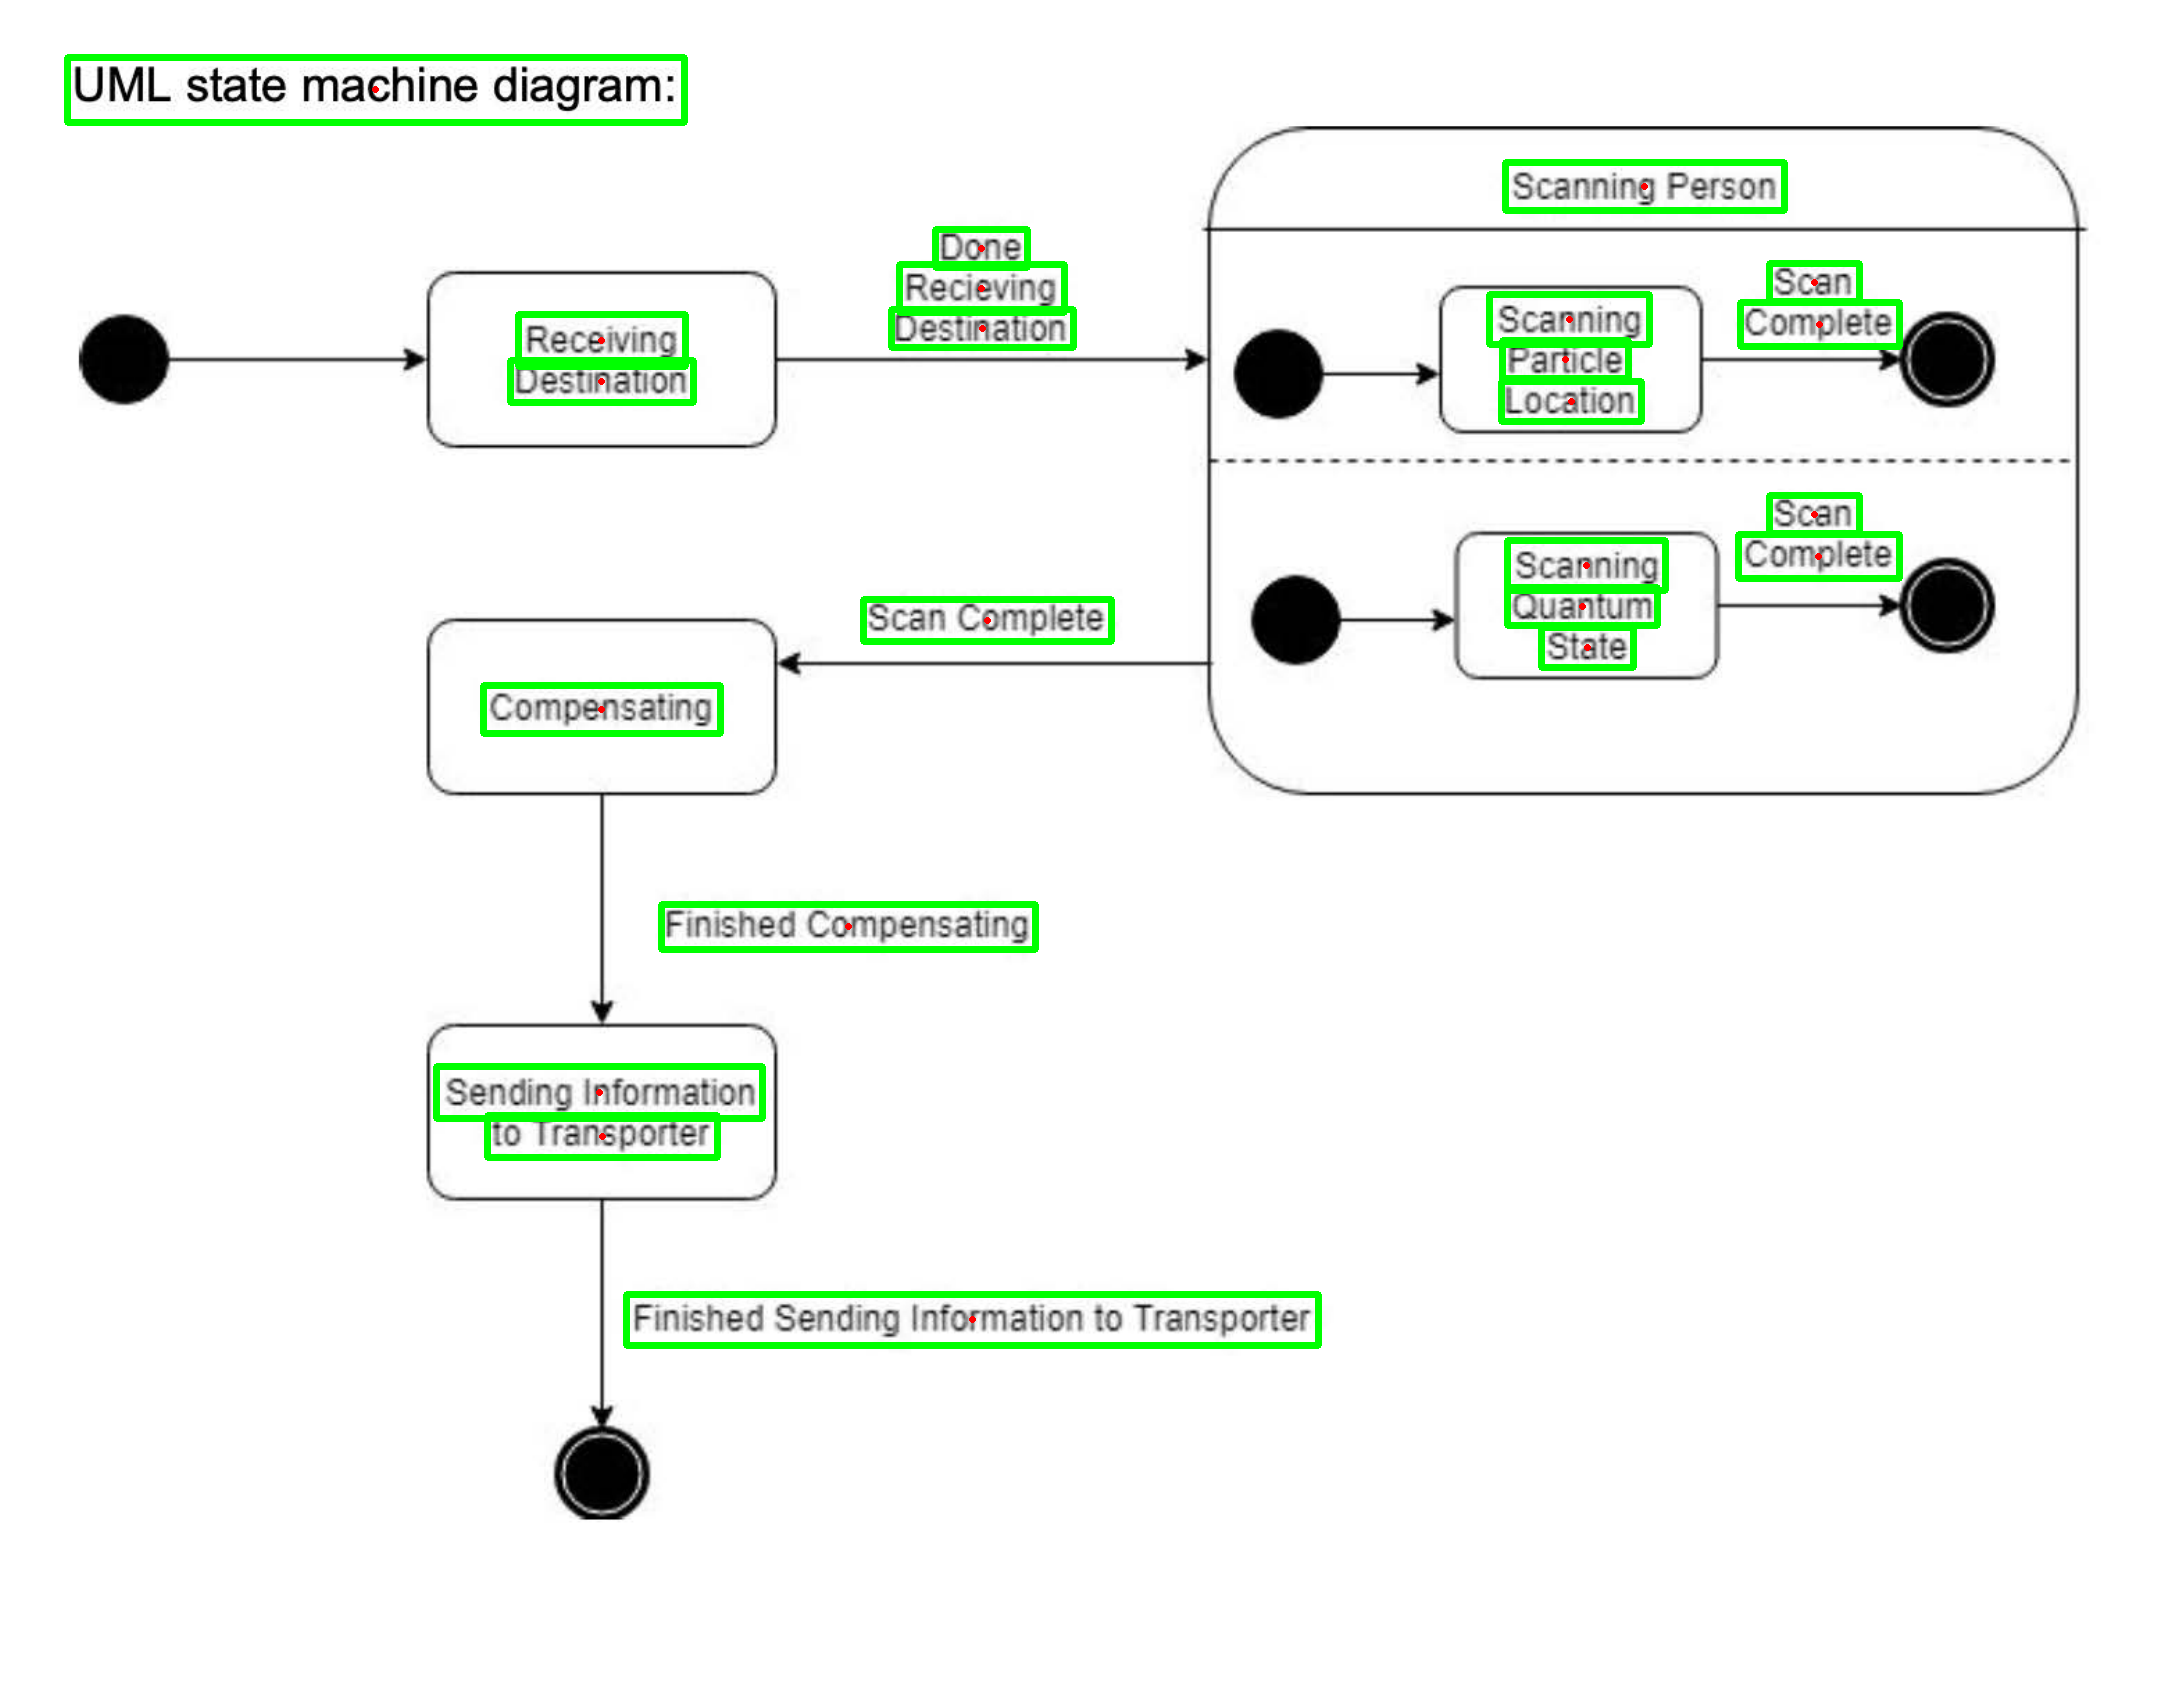 UML state machine diagram:
Scanning Person
Done
Recieving
Destination
Receiving
Destination
Scanning
Particle
Location
Scan
Complete
Scan
Complete
Scanning
Quantum
State
Scan Complete
Compensating
Finished Compensating
Sending Information
to Transporter
Finished Sending Information to Transporter